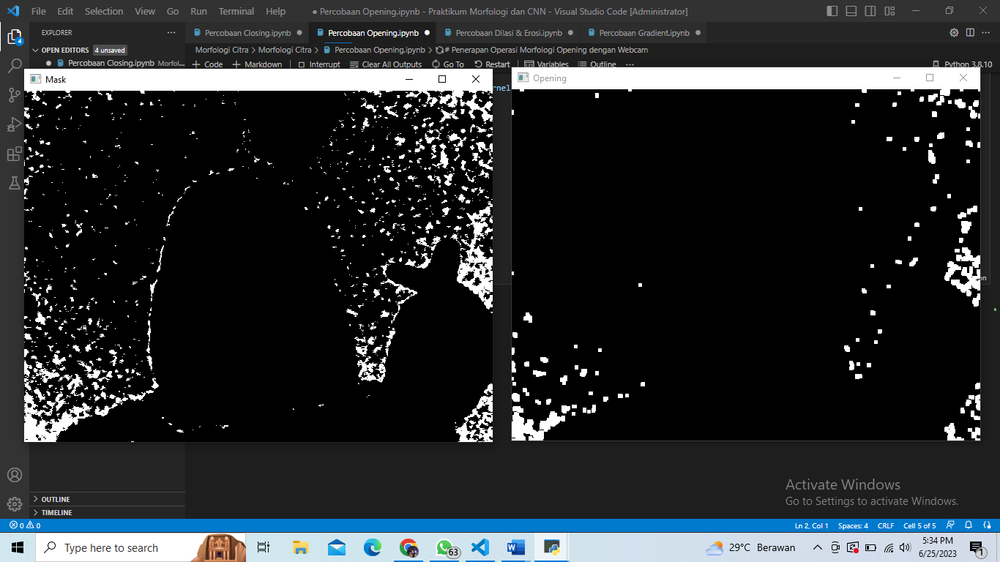 File Edit Selection View Go Run Terminal Help ● Percobaan Opening.ipynb - Praktikum Morfologi dan CNN - Visual Studio Code [Administrator]
EXPLORER ···
Percobaan Closing.ipynb Percobaan Opening.ipynb Percobaan Dilasi & Erosi.ipynb Percobaan Gradient.ipynb
4
OPEN EDITORS 4 unsaved
Morfologi Citra > Morfologi Citra > Percobaan Opening.ipynb > # Penerapan Operasi Morfologi Opening dengan Webcam
Percobaan Closing.ipynb Morfol...
+ Code + Markdown Interrupt Clear All Outputs Go To Restart Variables Outline ··· Python 3.8.10
Mask
Opening
rnel
on
Activate Windows
Go to Settings to activate Windows.
OUTLINE
TIMELINE
0 0 Ln 2, Col 1 Spaces: 4 CRLF Cell 5 of 5
Type here to search 63 29°C Berawan 5:34 PM
6/25/2023 1